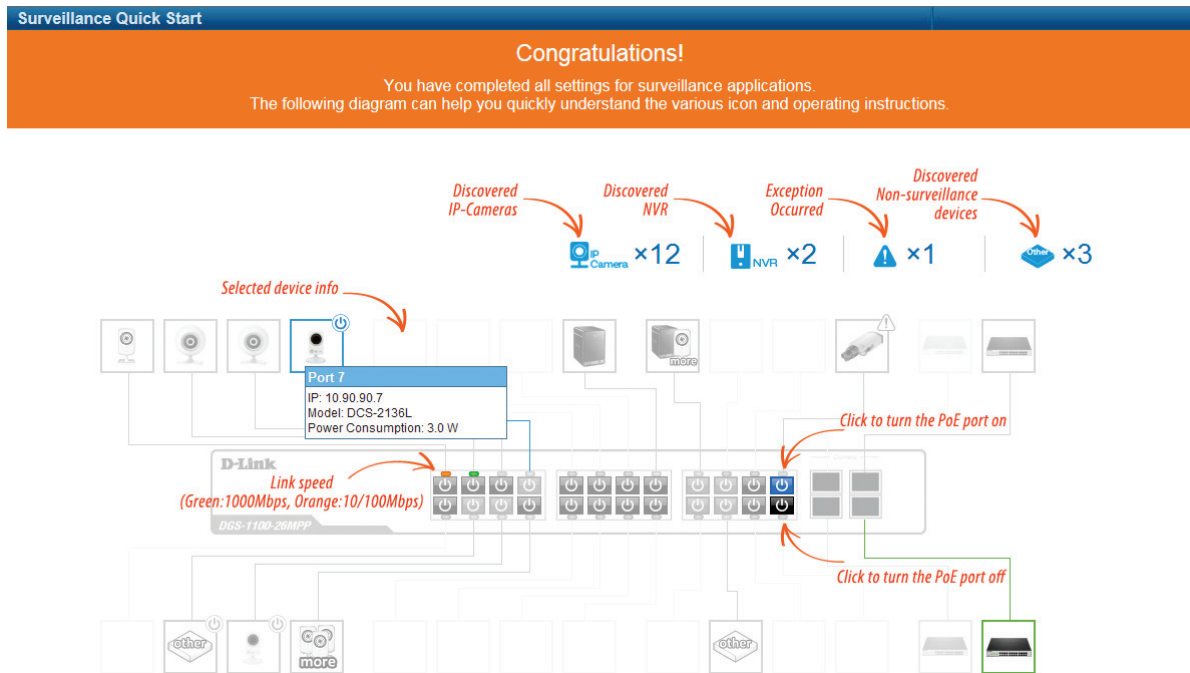 Surveillance Quick Start
Congratulations!
You have completed all settings for surveillance applications.
The following diagram can help you quickly understand the various icon and operating instructions.
Discovered
IP-Cameras
Discovered
NVR
Exception
Occurred
Discovered
Non-surveillance
devices
IP
Camera ×12
NVR ×2
×1
Other ×3
Selected device info
more
Port 7
IP: 10.90.90.7
Model: DCS-2136L
Power Consumption: 3.0 W
Click to turn the PoE port on
D-Link
Link speed
(Green:1000Mbps, Orange:10/100Mbps)
DGS-1100-26MPP
Click to turn the PoE port off
other
more
other